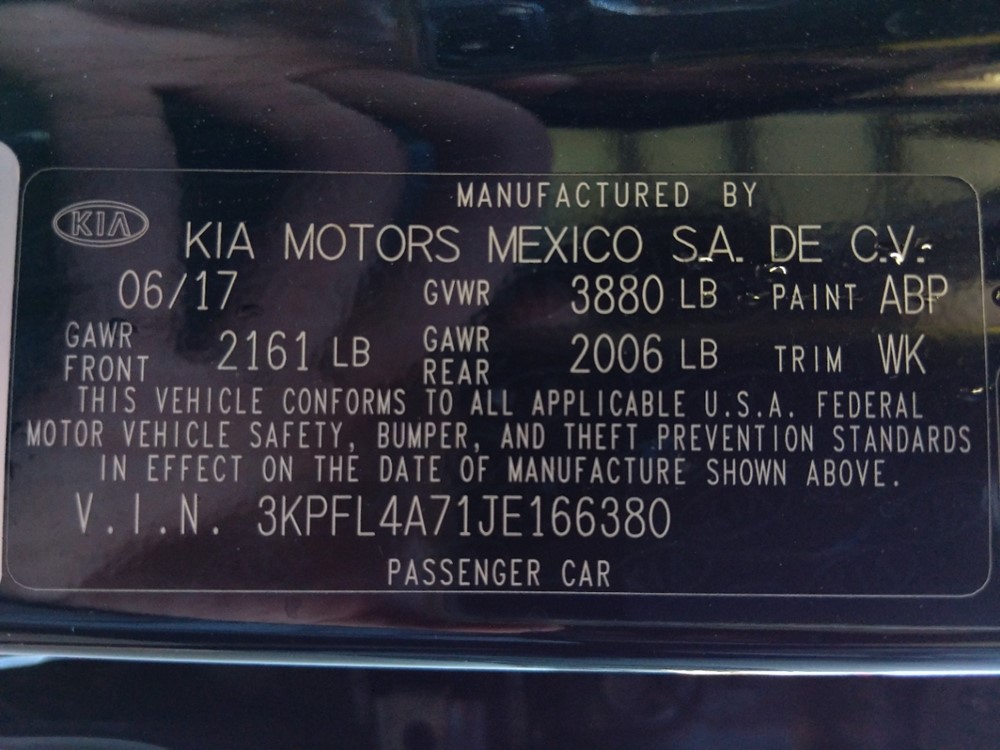 MANUFACTURED BY
KIA KIA MOTORS MEXICO S.A. DE C.V.
06/17 GVWR 3880 LB PAINT ABP
GAWR FRONT 2161 LB GAWR REAR 2006 LB TRIM WK
THIS VEHICLE CONFORMS TO ALL APPLICABLE U.S.A. FEDERAL
MOTOR VEHICLE SAFETY, BUMPER, AND THEFT PREVENTION STANDARDS
IN EFFECT ON THE DATE OF MANUFACTURE SHOWN ABOVE.
V.I.N. 3KPFL4A71JE166380
PASSENGER CAR